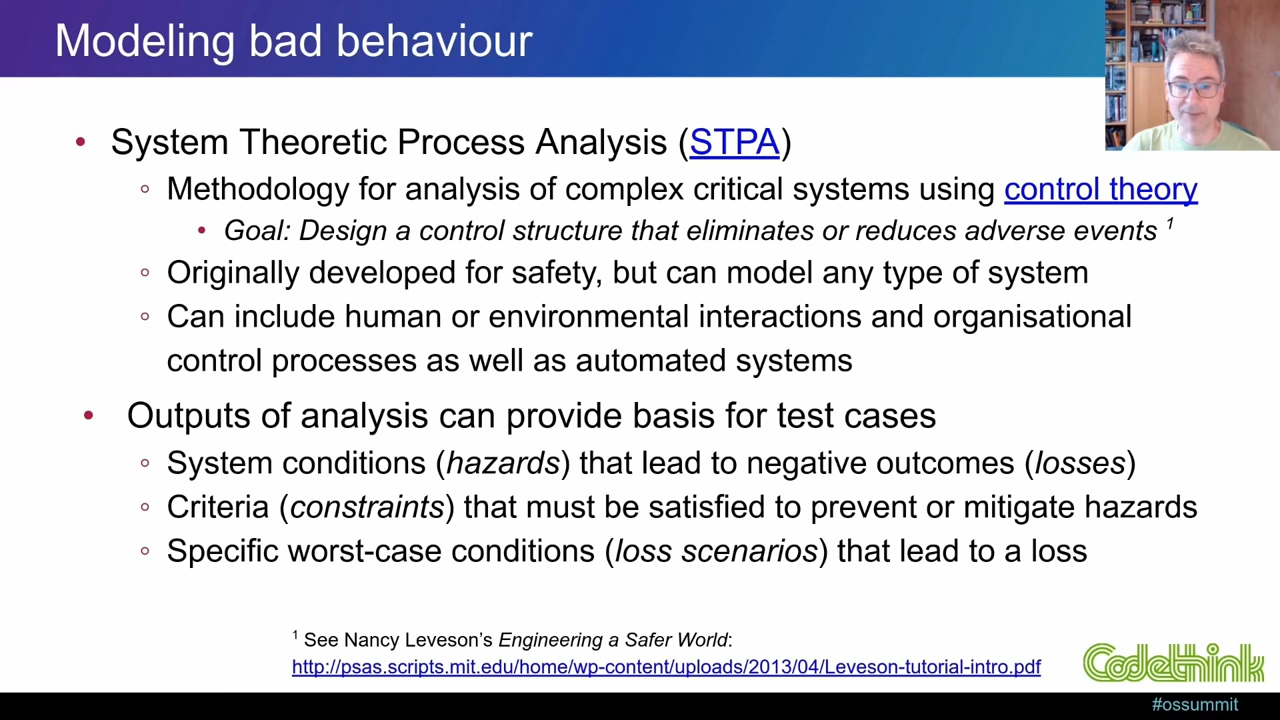 Modeling bad behaviour
• System Theoretic Process Analysis (STPA)
◦ Methodology for analysis of complex critical systems using control theory
• Goal: Design a control structure that eliminates or reduces adverse events 1
◦ Originally developed for safety, but can model any type of system
◦ Can include human or environmental interactions and organisational
control processes as well as automated systems
• Outputs of analysis can provide basis for test cases
◦ System conditions (hazards) that lead to negative outcomes (losses)
◦ Criteria (constraints) that must be satisfied to prevent or mitigate hazards
◦ Specific worst-case conditions (loss scenarios) that lead to a loss
1 See Nancy Leveson’s Engineering a Safer World:
http://psas.scripts.mit.edu/home/wp-content/uploads/2013/04/Leveson-tutorial-intro.pdf
Codethink
#ossummit